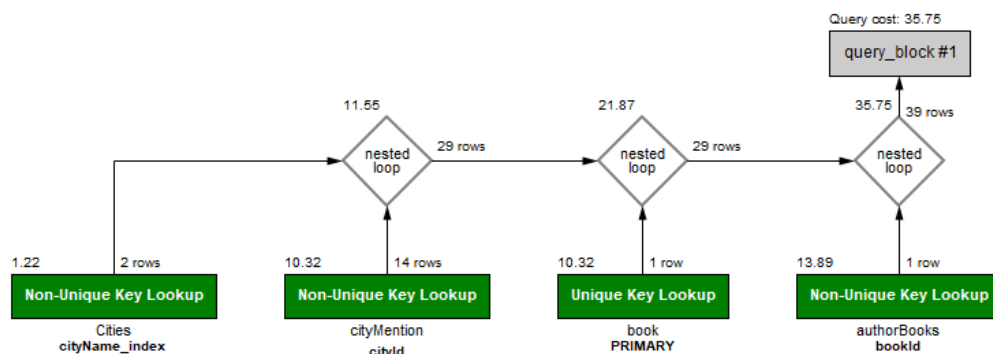 Query cost: 35.75
query_block #1
11.55
21.87
35.75
39 rows
nested
loop
29 rows
nested
loop
29 rows
nested
loop
1.22
2 rows
10.32
14 rows
10.32
1 row
13.89
1 row
Non-Unique Key Lookup
Non-Unique Key Lookup
Unique Key Lookup
Non-Unique Key Lookup
Cities
cityMention
book
authorBooks
cityName_index
cityId
PRIMARY
bookId